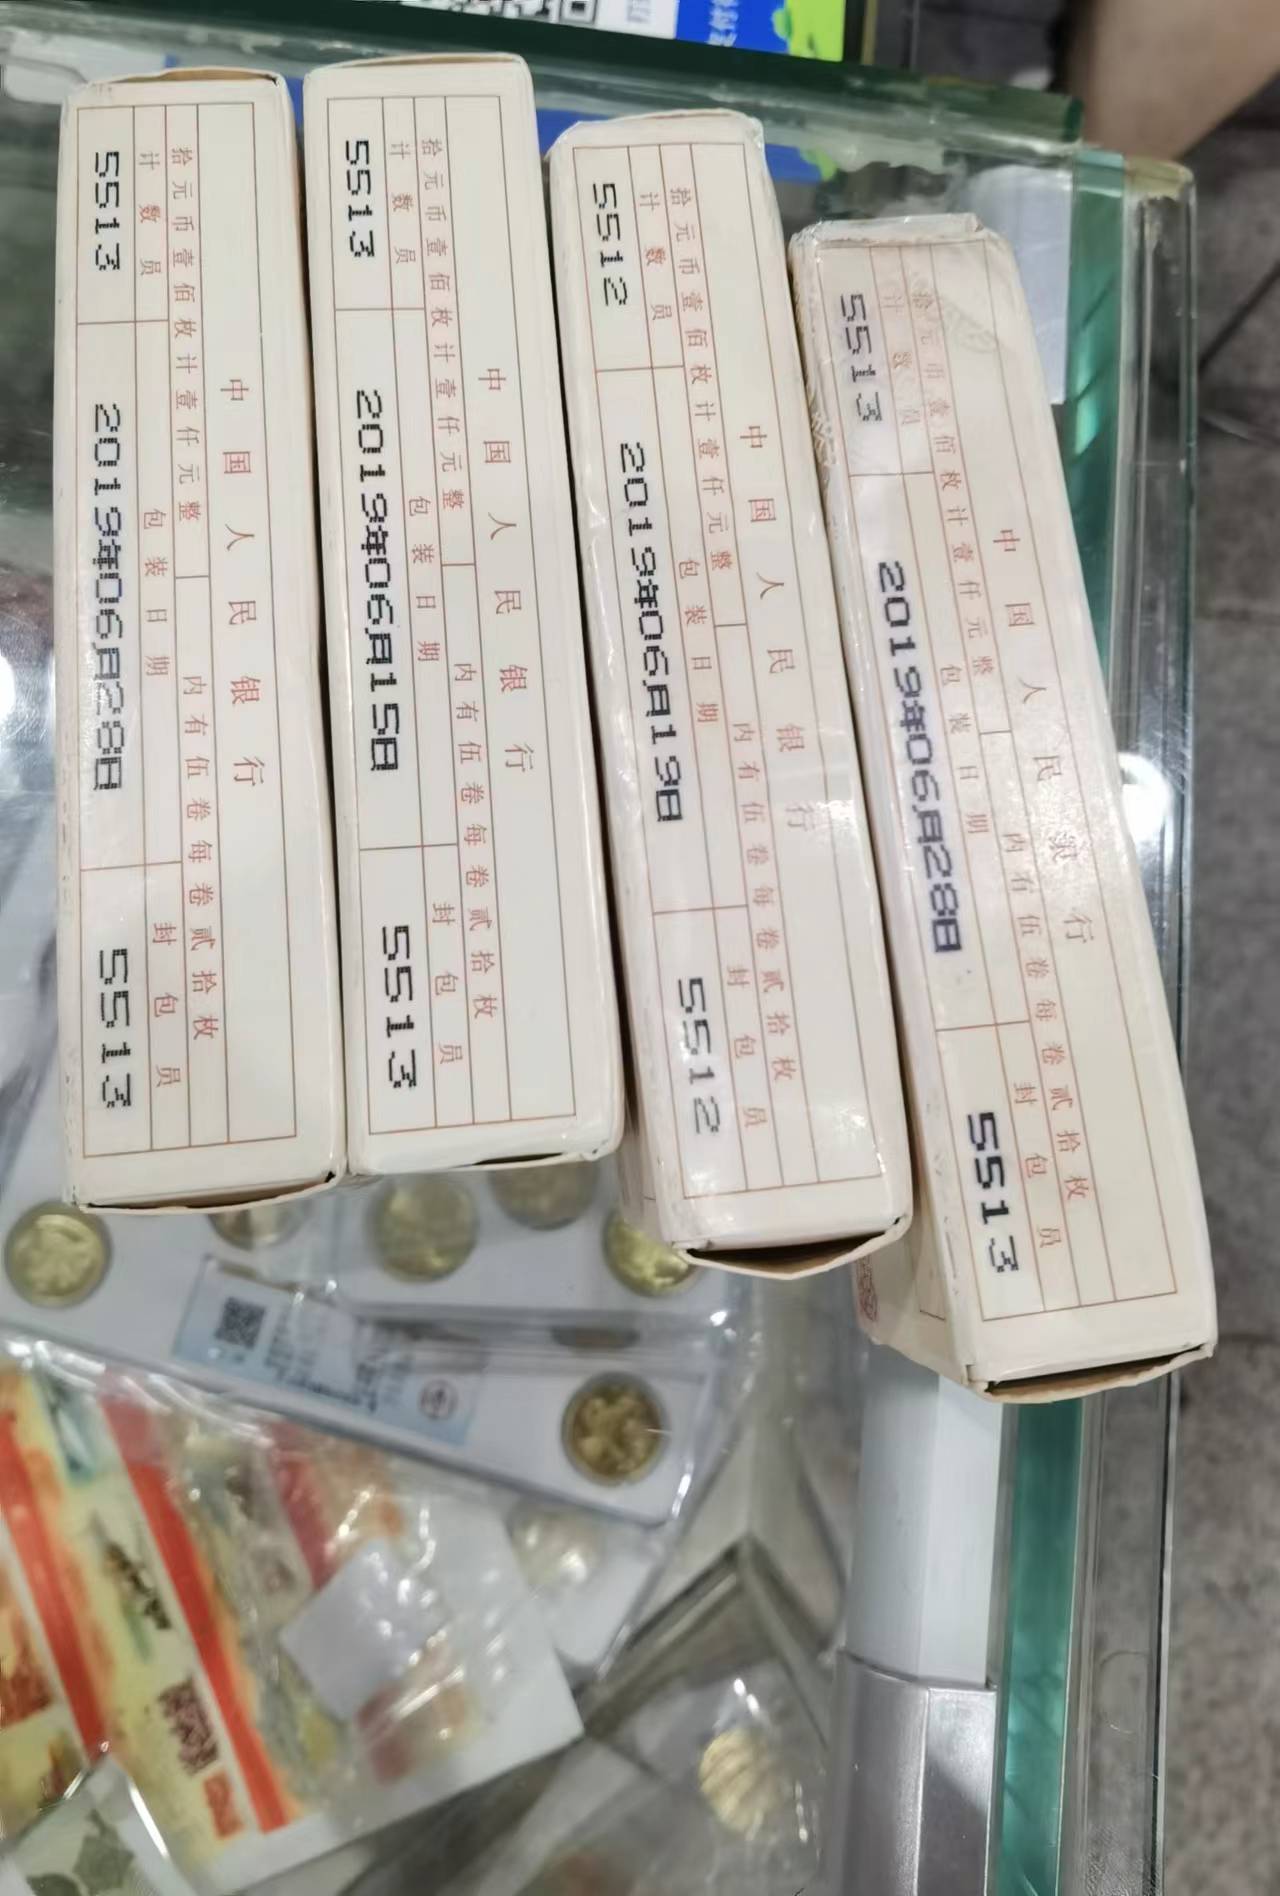 中国人民银行
拾元币壹佰枚计壹仟元整 内有伍卷每卷贰拾枚
计数员 包装日期 封包员
5513 2019年06月28日 5513
中国人民银行
拾元币壹佰枚计壹仟元整 内有伍卷每卷贰拾枚
计数员 包装日期 封包员
5513 2019年06月15日 5513
中国人民银行
拾元币壹佰枚计壹仟元整 内有伍卷每卷贰拾枚
计数员 包装日期 封包员
5512 2019年06月19日 5512
中国人民银行
拾元币壹佰枚计壹仟元整 内有伍卷每卷贰拾枚
计数员 包装日期 封包员
5513 2019年06月28日 5513